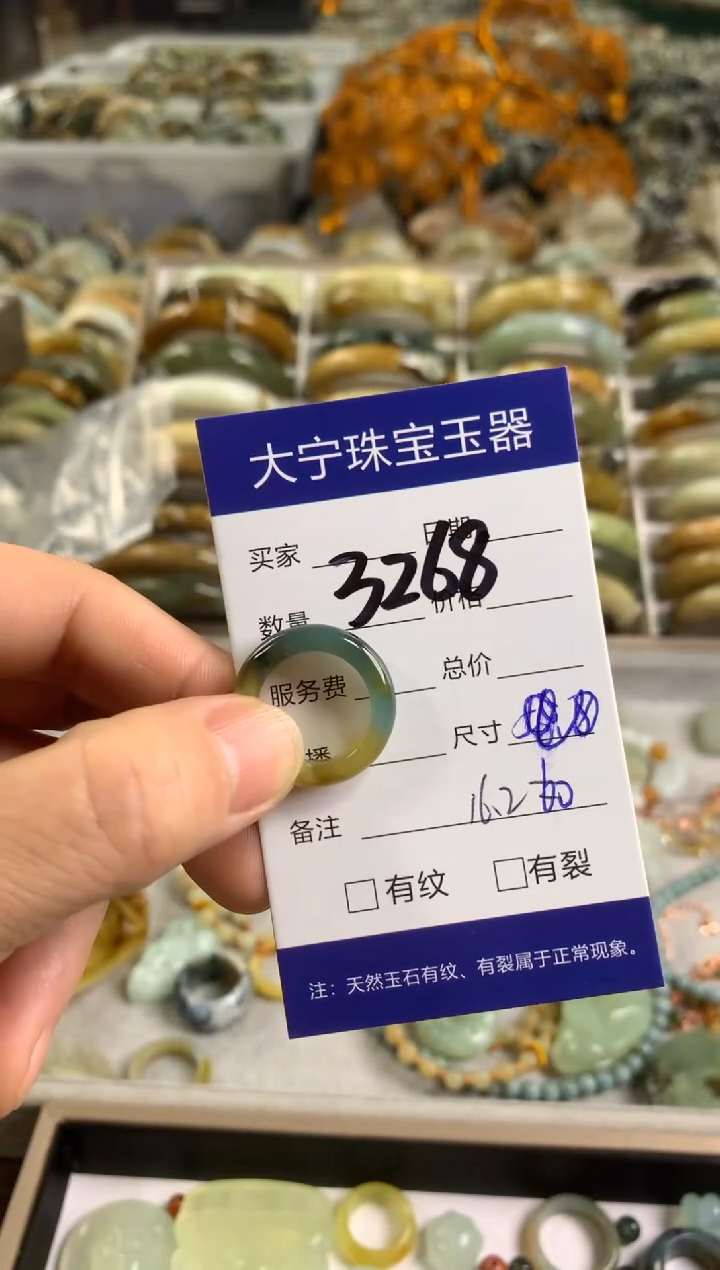 大宁珠宝玉器
买家 日期
3268
数量 价格
服务费 总价
播 尺寸
备注 16.2
□有纹 □有裂
注：天然玉石有纹、有裂属于正常现象。